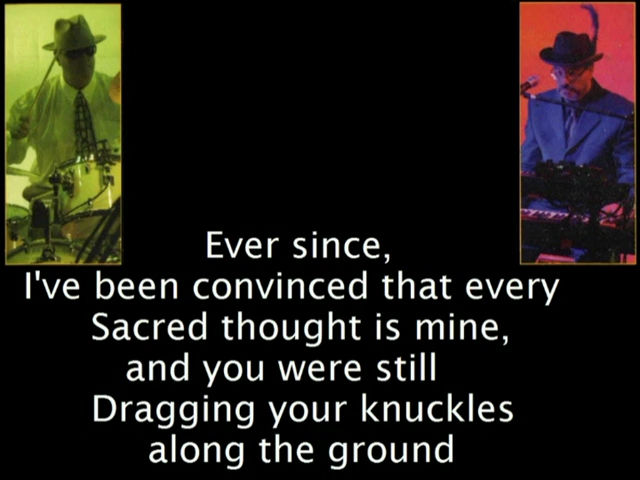 Ever since,
I've been convinced that every
Sacred thought is mine,
and you were still
Dragging your knuckles
along the ground